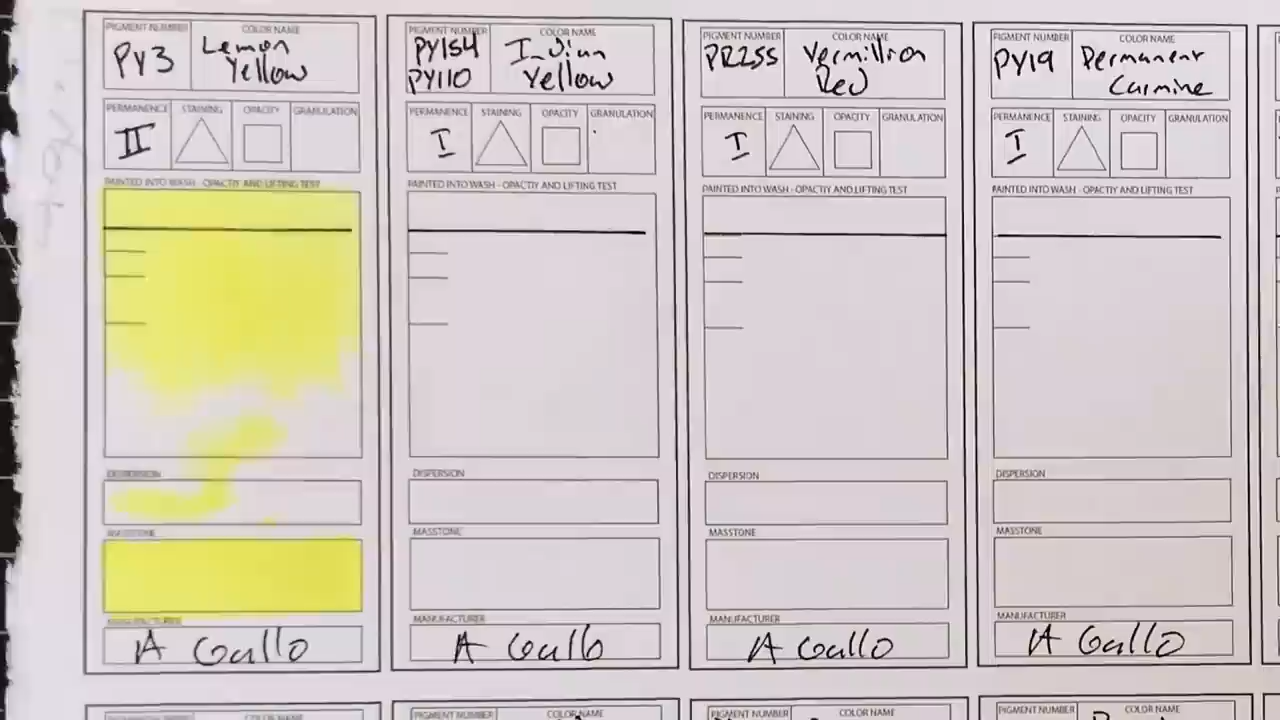 PIGMENT NUMBER COLOR NAME
PY3 Lemon Yellow
PERMANENCE STAINING OPACITY GRANULATION
II
PAINTED INTO WASH - OPACTIY AND LIFTING TEST
DISPERSION
MASSTONE
MANUFACTURER
A Gallo
PIGMENT NUMBER COLOR NAME
PY154 PY110 Indian Yellow
PERMANENCE STAINING OPACITY GRANULATION
I
PAINTED INTO WASH - OPACTIY AND LIFTING TEST
DISPERSION
MASSTONE
MANUFACTURER
A Gallo
PIGMENT NUMBER COLOR NAME
PR255 Vermillion Red
PERMANENCE STAINING OPACITY GRANULATION
I
PAINTED INTO WASH - OPACTIY AND LIFTING TEST
DISPERSION
MASSTONE
MANUFACTURER
A Gallo
PIGMENT NUMBER COLOR NAME
PY19 Permanent Carmine
PERMANENCE STAINING OPACITY GRANULATION
I
PAINTED INTO WASH - OPACTIY AND LIFTING TEST
DISPERSION
MASSTONE
MANUFACTURER
A Gallo
PIGMENT NUMBER COLOR NAME
PIGMENT NUMBER COLOR NAME
PIGMENT NUMBER COLOR NAME
PIGMENT NUMBER COLOR NAME